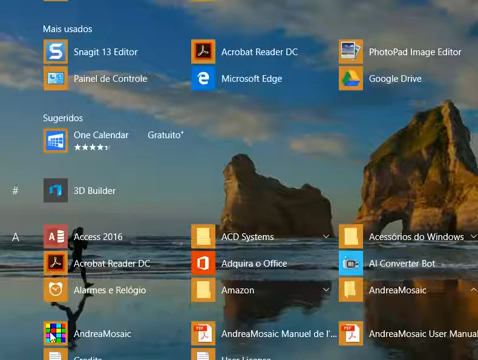 Mais usados
Snagit 13 Editor
Acrobat Reader DC
PhotoPad Image Editor
Painel de Controle
Microsoft Edge
Google Drive
Sugeridos
One Calendar Gratuito+
#
3D Builder
A
Access 2016
ACD Systems
Acessórios do Windows
Acrobat Reader DC
Adquira o Office
AI Converter Bot
Alarmes e Relógio
Amazon
AndreaMosaic
AndreaMosaic
AndreaMosaic Manuel de l'...
AndreaMosaic User Manual
Credits
User License